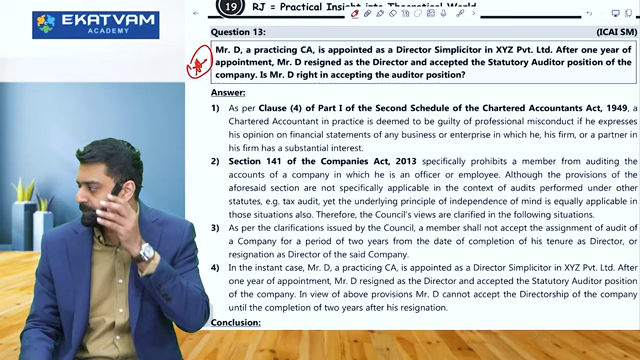 EKATVAM
ACADEMY
19 RJ = Practical Insight into Theoretical World
Question 13: (ICAI SM)
Mr. D, a practicing CA, is appointed as a Director Simplicitor in XYZ Pvt. Ltd. After one year of
appointment, Mr. D resigned as the Director and accepted the Statutory Auditor position of the
company. Is Mr. D right in accepting the auditor position?
Answer:
1) As per Clause (4) of Part I of the Second Schedule of the Chartered Accountants Act, 1949, a
Chartered Accountant in practice is deemed to be guilty of professional misconduct if he expresses
his opinion on financial statements of any business or enterprise in which he, his firm, or a partner in
his firm has a substantial interest.
2) Section 141 of the Companies Act, 2013 specifically prohibits a member from auditing the
accounts of a company in which he is an officer or employee. Although the provisions of the
aforesaid section are not specifically applicable in the context of audits performed under other
statutes, e.g. tax audit, yet the underlying principle of independence of mind is equally applicable in
those situations also. Therefore, the Council's views are clarified in the following situations.
3) As per the clarifications issued by the Council, a member shall not accept the assignment of audit of
a Company for a period of two years from the date of completion of his tenure as Director, or
resignation as Director of the said Company.
4) In the instant case, Mr. D, a practicing CA, is appointed as a Director Simplicitor in XYZ Pvt. Ltd. After
one year of appointment, Mr. D resigned as the Director and accepted the Statutory Auditor position
of the company. In view of above provisions Mr. D cannot accept the Directorship of the company
until the completion of two years after his resignation.
Conclusion: